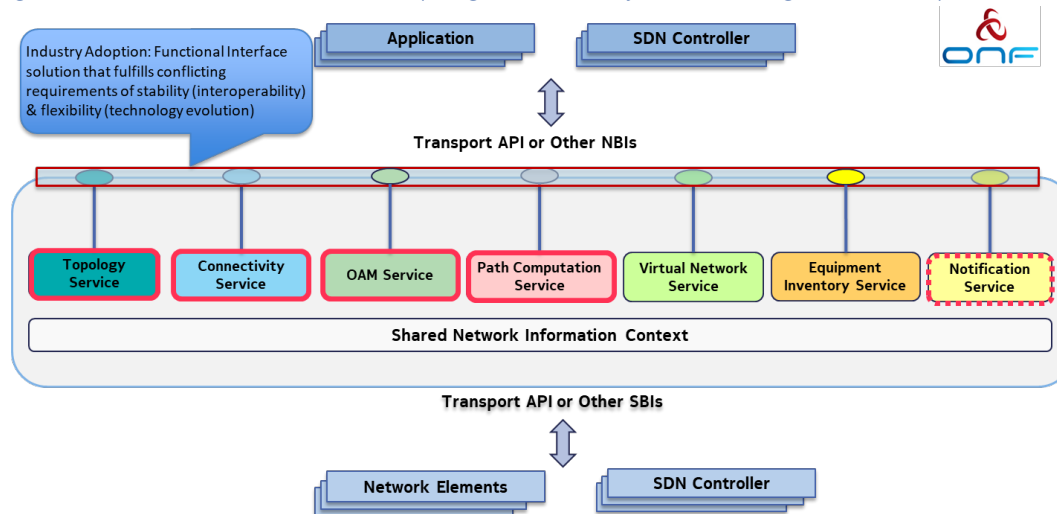 Application
SDN Controller
ONF
Industry Adoption: Functional Interface
solution that fulfills conflicting
requirements of stability (interoperability)
& flexibility (technology evolution)
Transport API or Other NBIs
Topology
Service
Connectivity
Service
OAM Service
Path Computation
Service
Virtual Network
Service
Equipment
Inventory Service
Notification
Service
Shared Network Information Context
Transport API or Other SBIs
Network Elements
SDN Controller